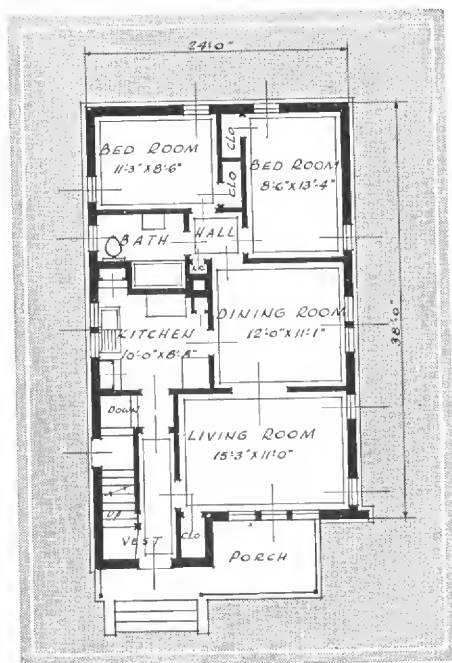 24'-0"
BED ROOM
11'-3" X 8'-6"
CLO
BED ROOM
8'-6" X 13'-4"
CLO
BATH
HALL
LC
DINING ROOM
12'-0" X 11'-1"
38'-0"
KITCHEN
10'-0" X 8'-8"
DOWN
LIVING ROOM
15'-3" X 11'-0"
UP
VEST
CLO
PORCH